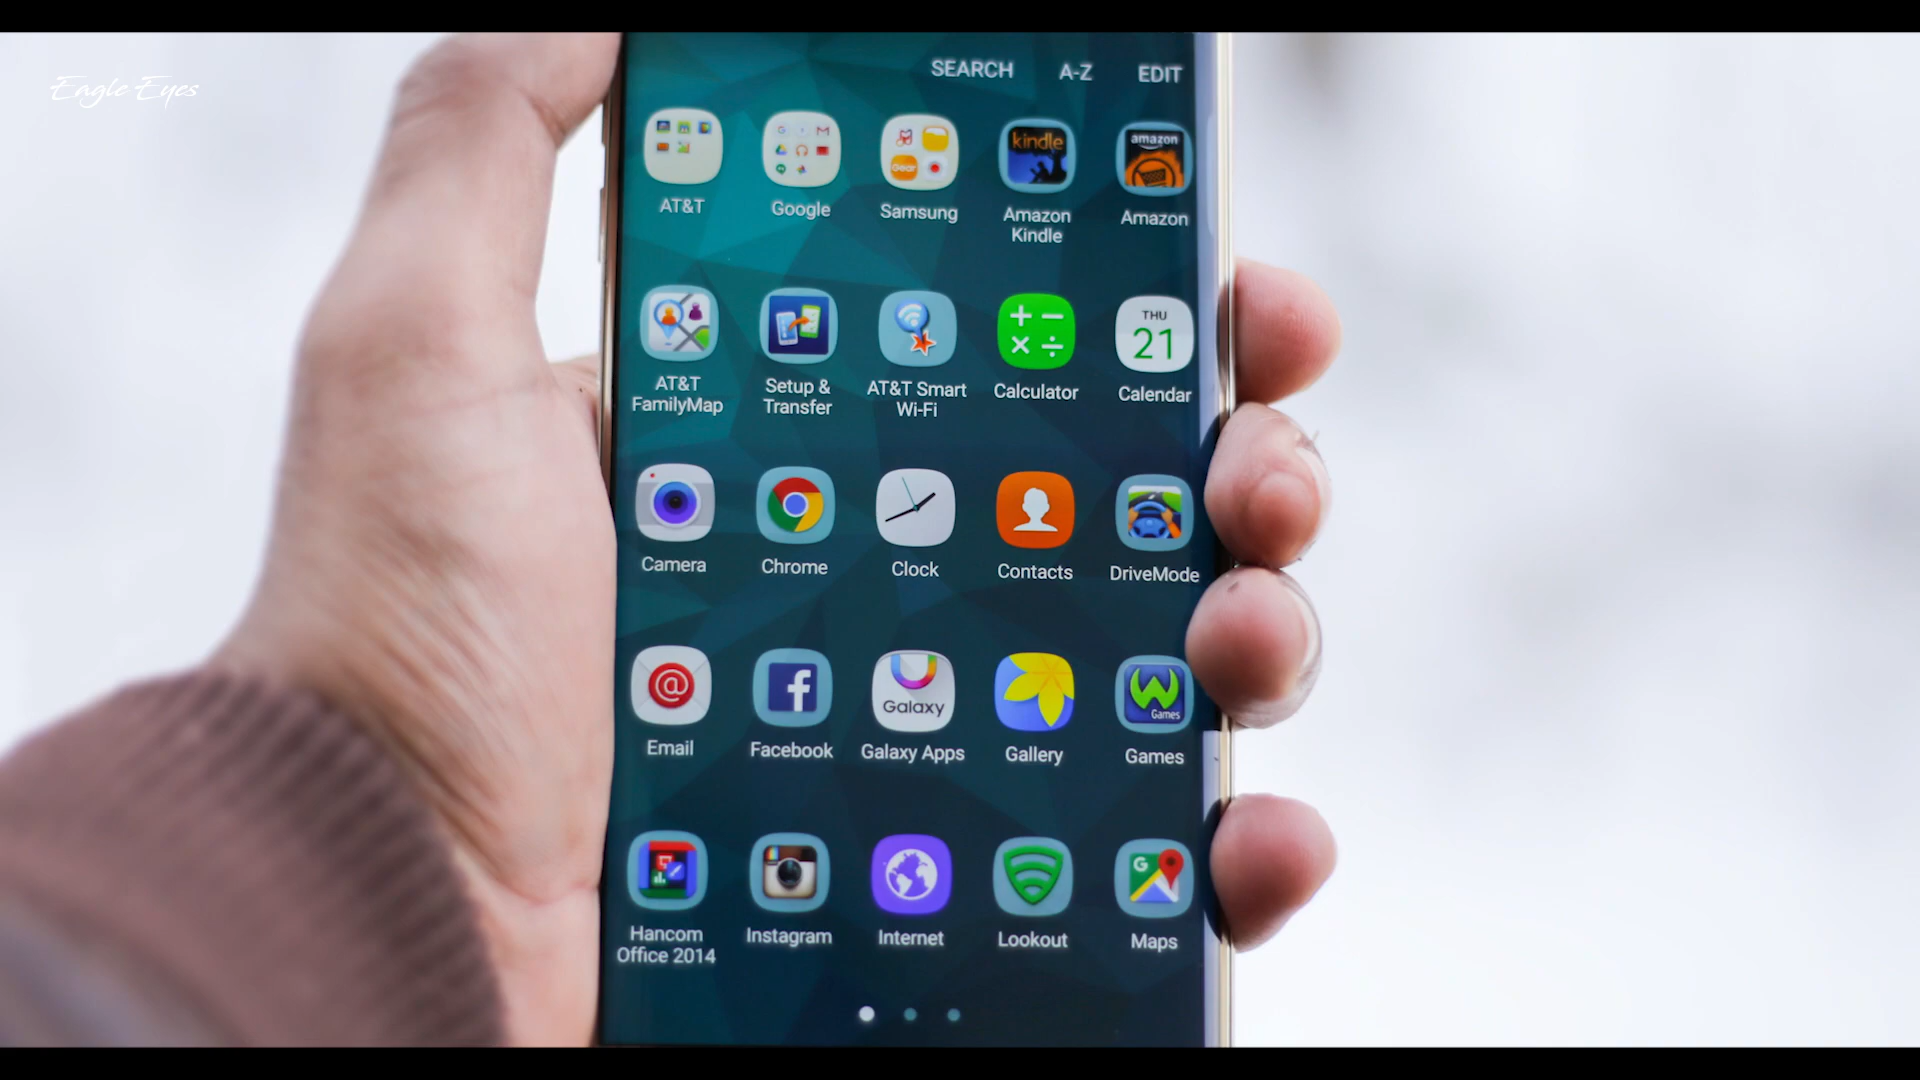 Eagle Eyes
SEARCH A-Z EDIT
kindle
amazon
Gear
AT&T
Google
Samsung
Amazon
Kindle
Amazon
THU
21
AT&T
FamilyMap
Setup &
Transfer
AT&T Smart
Wi-Fi
Calculator
Calendar
Camera
Chrome
Clock
Contacts
DriveMode
@
f
Galaxy
W
Games
Email
Facebook
Galaxy Apps
Gallery
Games
G
Hancom
Office 2014
Instagram
Internet
Lookout
Maps